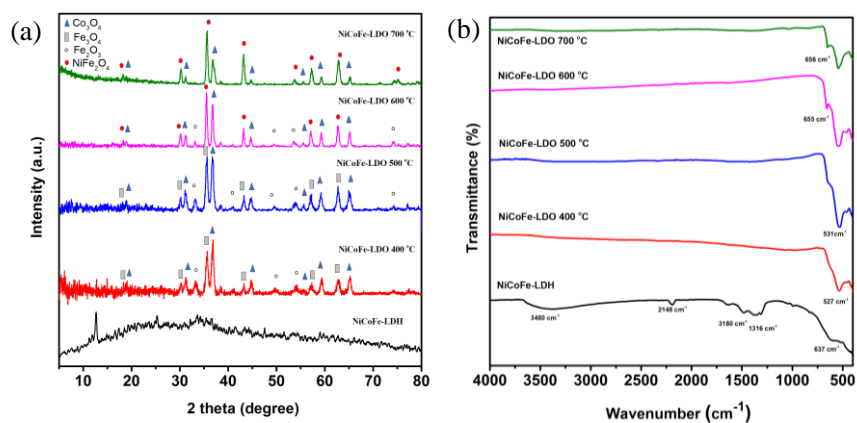 (a)
Co₃O₄
Fe₃O₄
Fe₂O₃
NiFe₂O₄
NiCoFe-LDO 700 °C
NiCoFe-LDO 600 °C
NiCoFe-LDO 500 °C
NiCoFe-LDO 400 °C
NiCoFe-LDH
Intensity (a.u.)
10 20 30 40 50 60 70 80
2 theta (degree)
(b)
NiCoFe-LDO 700 °C
656 cm⁻¹
NiCoFe-LDO 600 °C
655 cm⁻¹
NiCoFe-LDO 500 °C
531cm⁻¹
NiCoFe-LDO 400 °C
527 cm⁻¹
NiCoFe-LDH
3480 cm⁻¹
2148 cm⁻¹
3180 cm⁻¹
1316 cm⁻¹
637 cm⁻¹
Transmittance (%)
4000 3500 3000 2500 2000 1500 1000 500
Wavenumber (cm⁻¹)